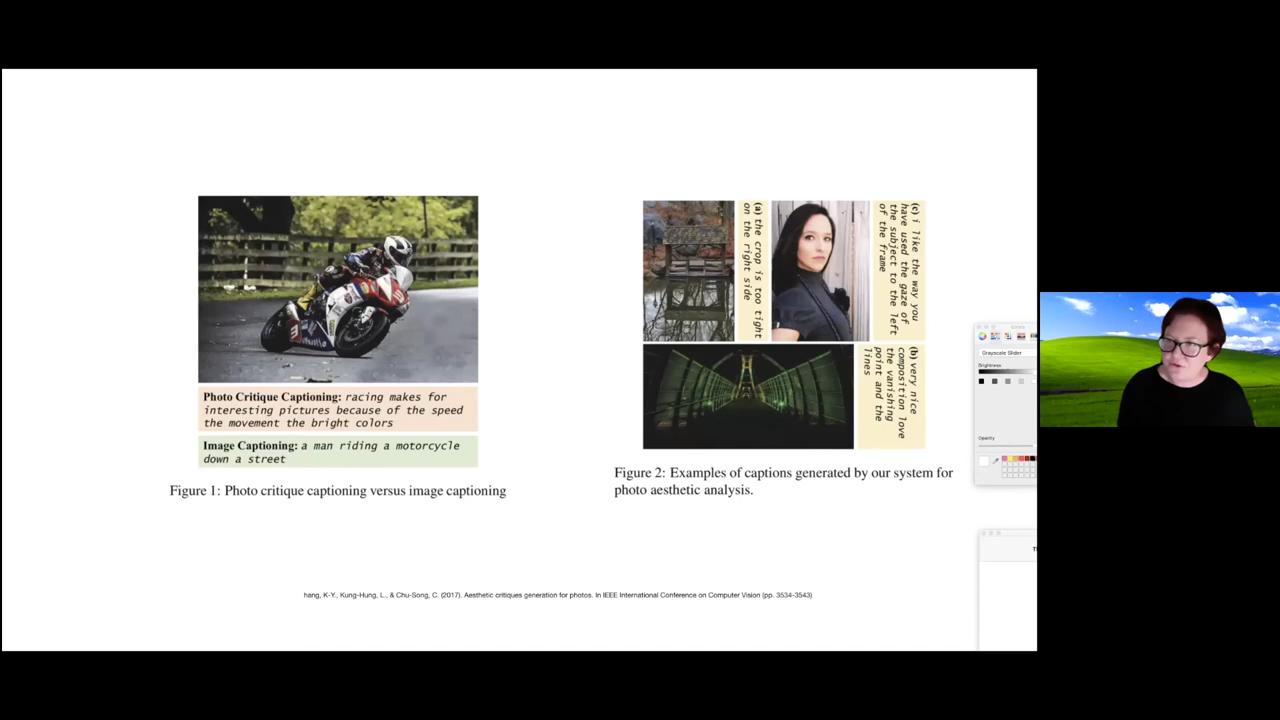 Photo Critique Captioning: racing makes for
interesting pictures because of the speed
the movement the bright colors
Image Captioning: a man riding a motorcycle
down a street
Figure 1: Photo critique captioning versus image captioning
(a) the crop is too tight
on the right side
(c) i like the way you
have used the gaze of
the subject to the left
of the frame
(b) very nice
composition love
the vanishing
point and the
lines
Figure 2: Examples of captions generated by our system for
photo aesthetic analysis.
hang, K-Y., Kung-Hung, L., & Chu-Song, C. (2017). Aesthetic critiques generation for photos. In IEEE International Conference on Computer Vision (pp. 3534-3543)
Grayscale Slider
Brightness
Opacity